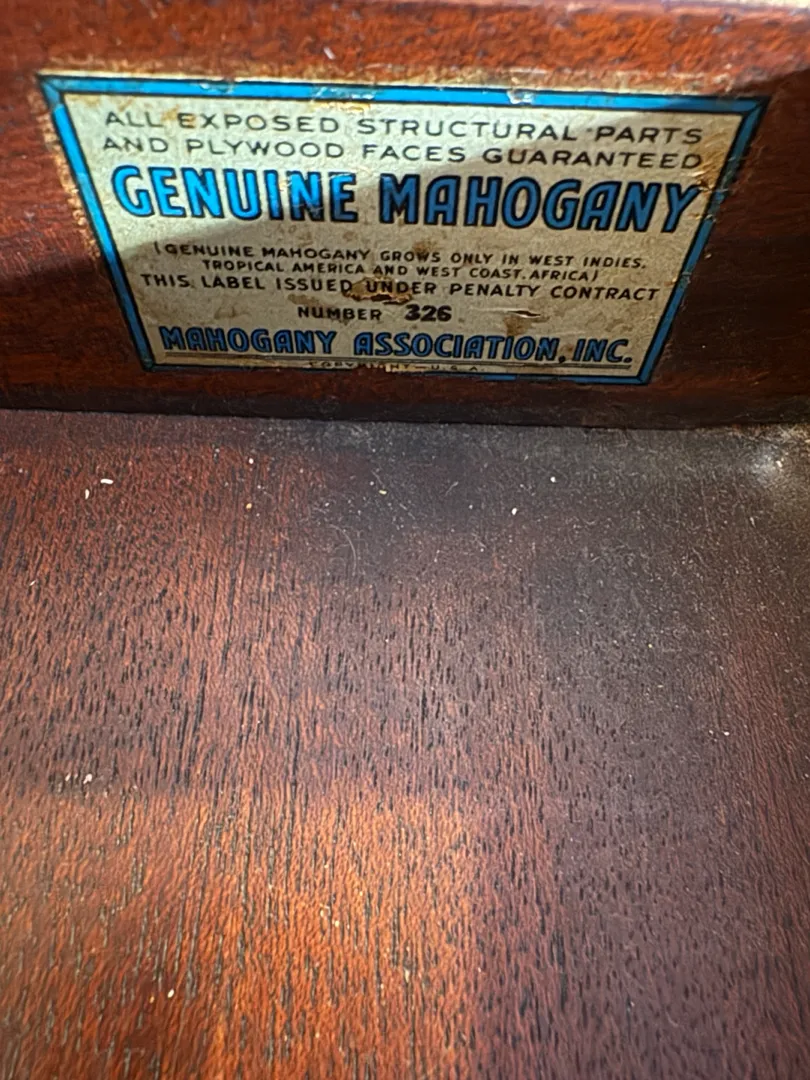 ALL EXPOSED STRUCTURAL PARTS
AND PLYWOOD FACES GUARANTEED
GENUINE MAHOGANY
(GENUINE MAHOGANY GROWS ONLY IN WEST INDIES,
TROPICAL AMERICA AND WEST COAST, AFRICA)
THIS LABEL ISSUED UNDER PENALTY CONTRACT
NUMBER 326
MAHOGANY ASSOCIATION, INC.
COPYRIGHT — U.S.A.